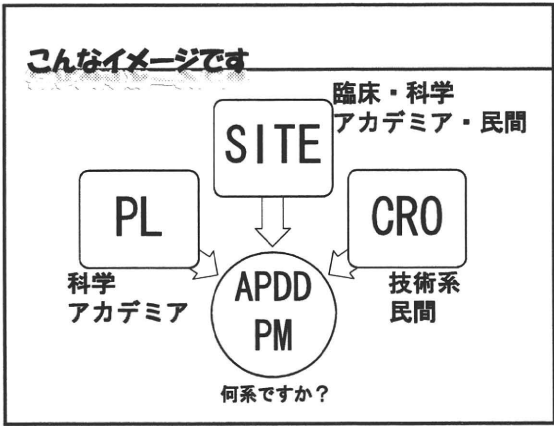 こんなイメージです
臨床・科学
アカデミア・民間
SITE
PL
CRO
科学
アカデミア
技術系
民間
APDD
PM
何系ですか？